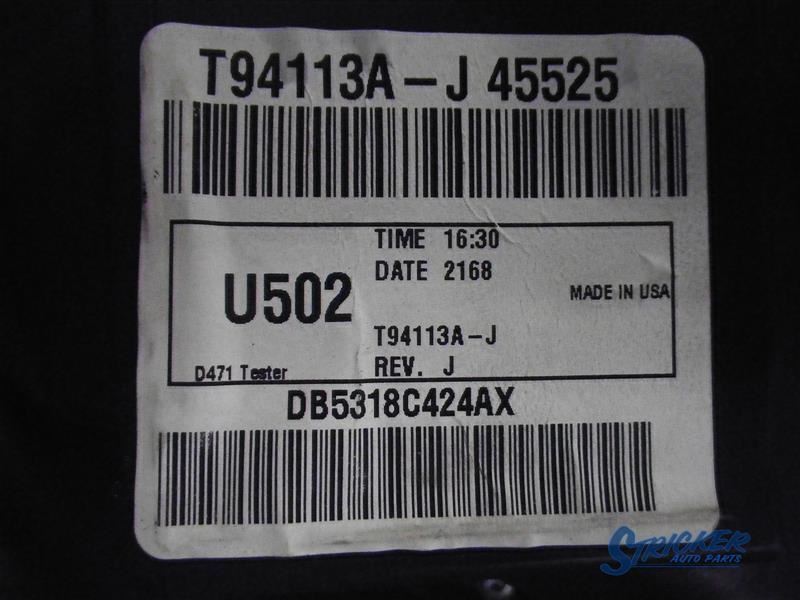 T94113A-J 45525
TIME 16:30
DATE 2168
U502
MADE IN USA
T94113A-J
REV. J
D471 Tester
DB5318C424AX
STRICKER
AUTO PARTS